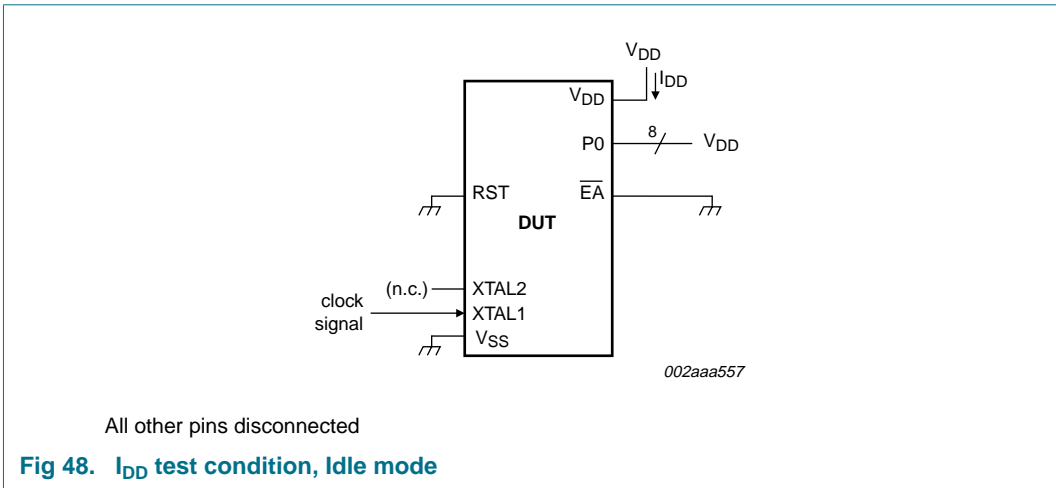 VDD
IDD
VDD
P0
8
VDD
RST
EA
DUT
(n.c.)
XTAL2
clock
signal
XTAL1
VSS
002aaa557
All other pins disconnected
Fig 48. IDD test condition, Idle mode